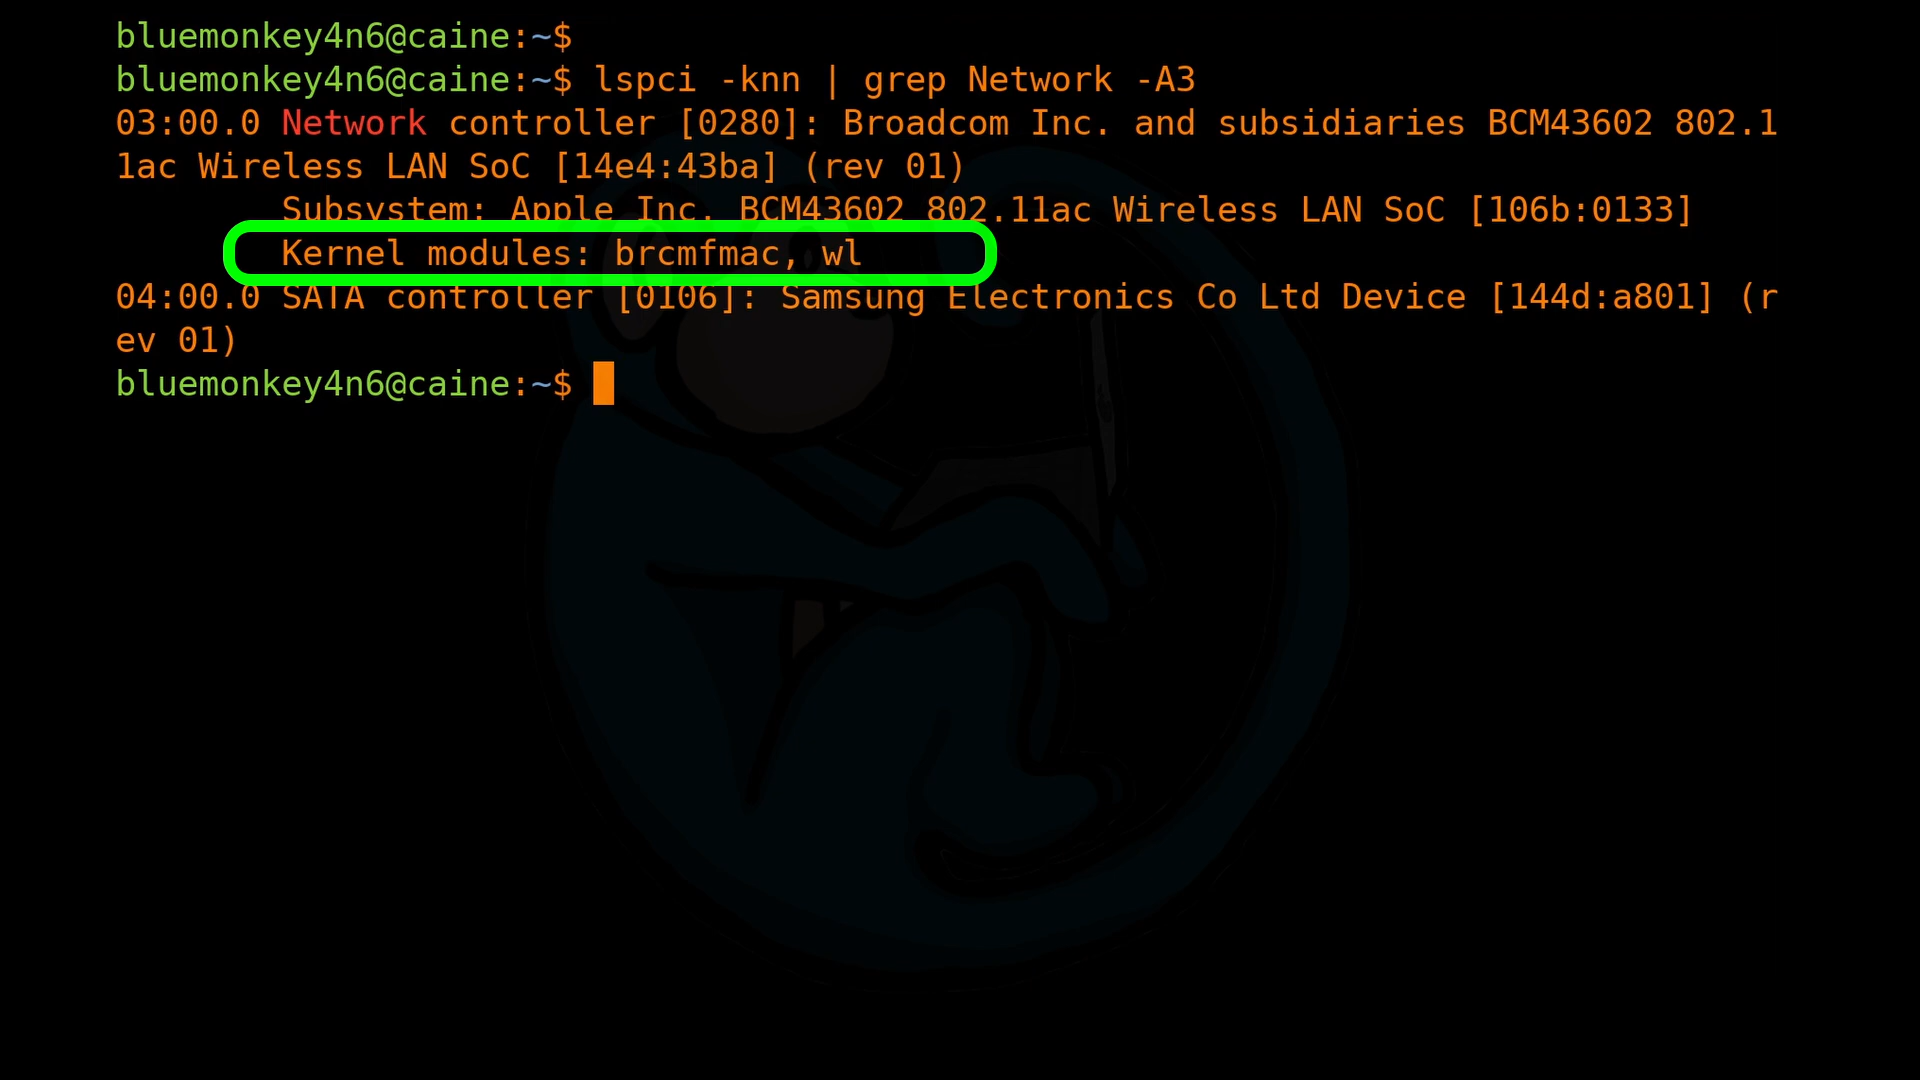 bluemonkey4n6@caine:~$
bluemonkey4n6@caine:~$ lspci -knn | grep Network -A3
03:00.0 Network controller [0280]: Broadcom Inc. and subsidiaries BCM43602 802.1
1ac Wireless LAN SoC [14e4:43ba] (rev 01)
        Subsystem: Apple Inc. BCM43602 802.11ac Wireless LAN SoC [106b:0133]
        Kernel modules: brcmfmac, wl
04:00.0 SATA controller [0106]: Samsung Electronics Co Ltd Device [144d:a801] (r
ev 01)
bluemonkey4n6@caine:~$